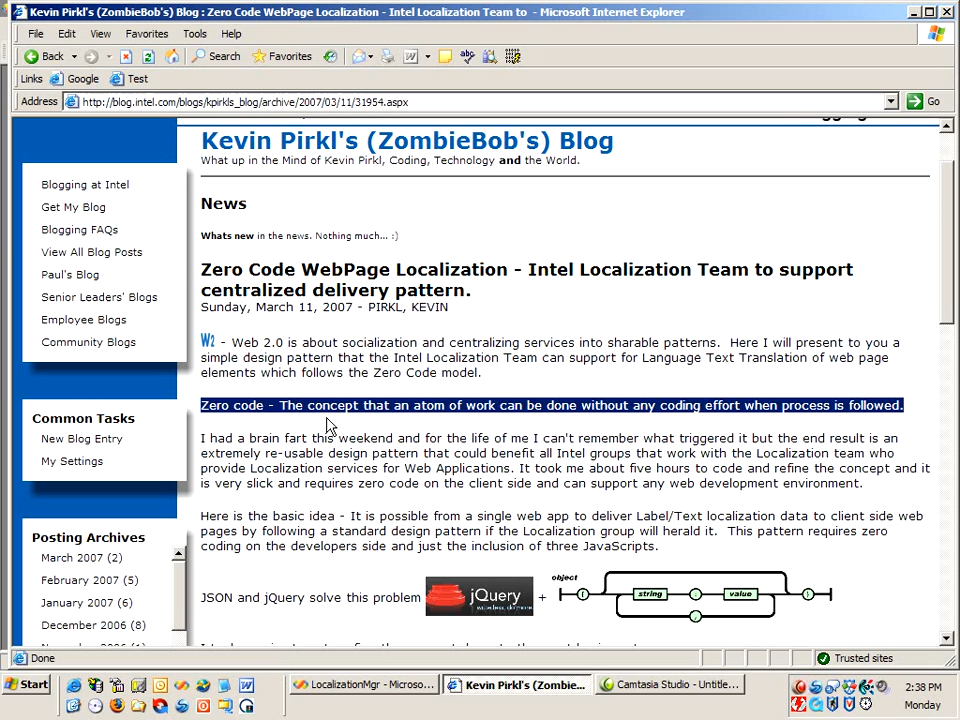 Kevin Pirkl's (ZombieBob's) Blog : Zero Code WebPage Localization - Intel Localization Team to - Microsoft Internet Explorer
File Edit View Favorites Tools Help
Back Search Favorites
Links Google Test
Address http://blog.intel.com/blogs/kpirkls_blog/archive/2007/03/11/31954.aspx Go
Kevin Pirkl's (ZombieBob's) Blog
What up in the Mind of Kevin Pirkl, Coding, Technology and the World.
Blogging at Intel
Get My Blog
Blogging FAQs
View All Blog Posts
Paul's Blog
Senior Leaders' Blogs
Employee Blogs
Community Blogs
Common Tasks
New Blog Entry
My Settings
Posting Archives
March 2007 (2)
February 2007 (5)
January 2007 (6)
December 2006 (8)
News
Whats new in the news. Nothing much... :)
Zero Code WebPage Localization - Intel Localization Team to support
centralized delivery pattern.
Sunday, March 11, 2007 - PIRKL, KEVIN
W2 - Web 2.0 is about socialization and centralizing services into sharable patterns. Here I will present to you a
simple design pattern that the Intel Localization Team can support for Language Text Translation of web page
elements which follows the Zero Code model.
Zero code - The concept that an atom of work can be done without any coding effort when process is followed.
I had a brain fart this weekend and for the life of me I can't remember what triggered it but the end result is an
extremely re-usable design pattern that could benefit all Intel groups that work with the Localization team who
provide Localization services for Web Applications. It took me about five hours to code and refine the concept and it
is very slick and requires zero code on the client side and can support any web development environment.
Here is the basic idea - It is possible from a single web app to deliver Label/Text localization data to client side web
pages by following a standard design pattern if the Localization group will herald it. This pattern requires zero
coding on the developers side and just the inclusion of three JavaScripts.
JSON and jQuery solve this problem jQuery write less, do more. +
object
{ string : value }
,
Done Trusted sites
Start LocalizationMgr - Microso... Kevin Pirkl's (Zombie... Camtasia Studio - Untitle... 2:38 PM
Monday